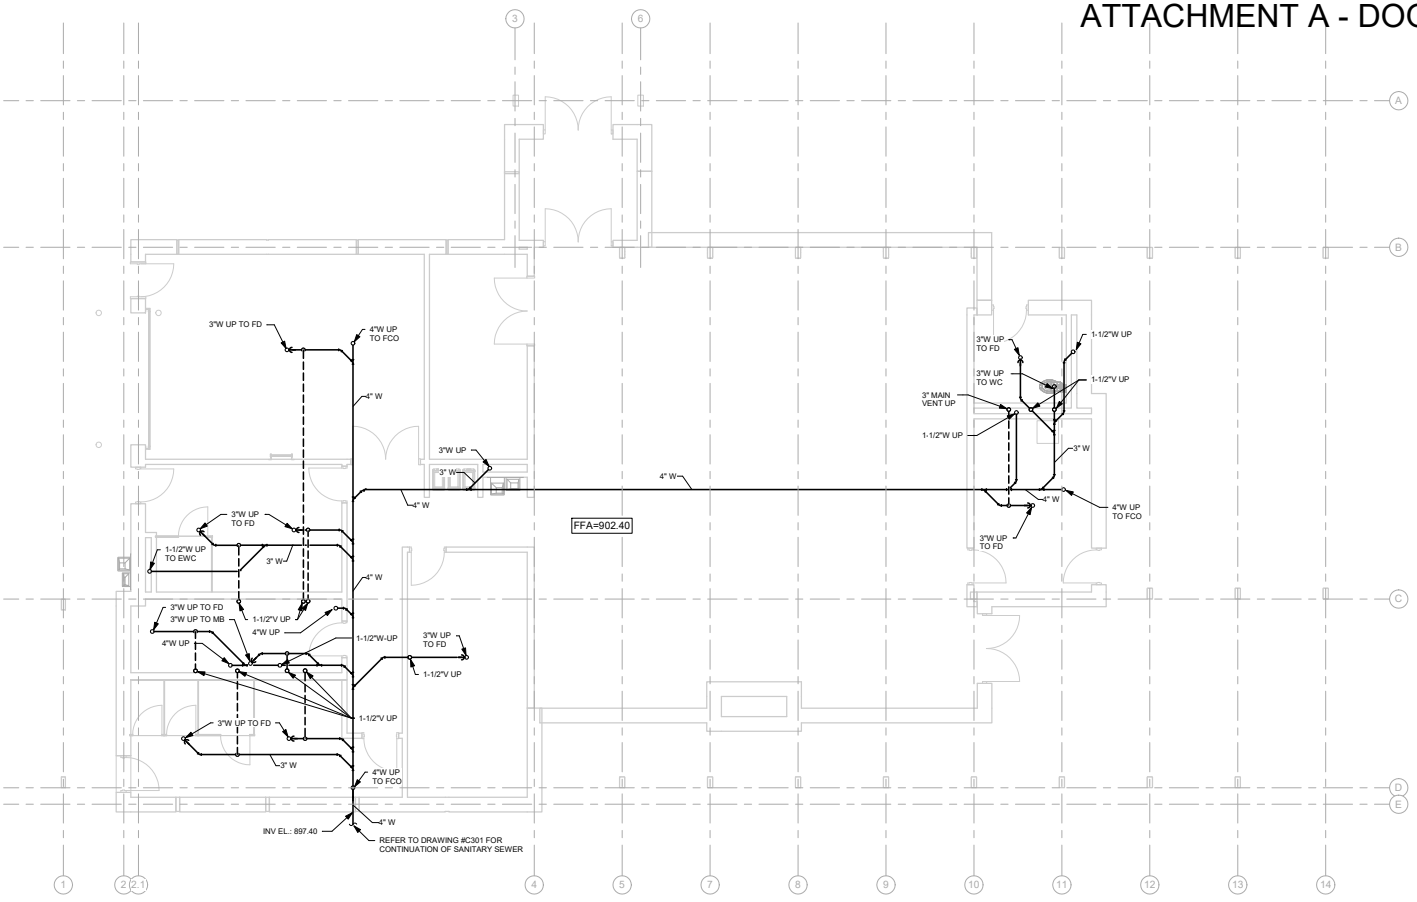 ATTACHMENT A - DOC
3
6
A
B
3"W UP TO FD
4"W UP
TO FCO
4" W
3"W UP
TO FD
1-1/2"W UP
3"W UP
TO WC
1-1/2"V UP
3" MAIN
VENT UP
1-1/2"W UP
3"W UP
3" W
3" W
4" W
4" W
4" W
4"W UP
TO FCO
3"W UP
TO FD
FFA=902.40
3"W UP
TO FD
1-1/2"W UP
TO EWC
3" W
4" W
C
3"W UP TO FD
3"W UP TO MB
1-1/2"V UP
4"W UP
4"W UP
1-1/2"W-UP
3"W UP
TO FD
1-1/2"V UP
1-1/2"V UP
3"W UP TO FD
3" W
4"W UP
TO FCO
D
E
4" W
INV EL.: 897.40
REFER TO DRAWING #C301 FOR
CONTINUATION OF SANITARY SEWER
1
2
2.1
4
5
7
8
9
10
11
12
13
14